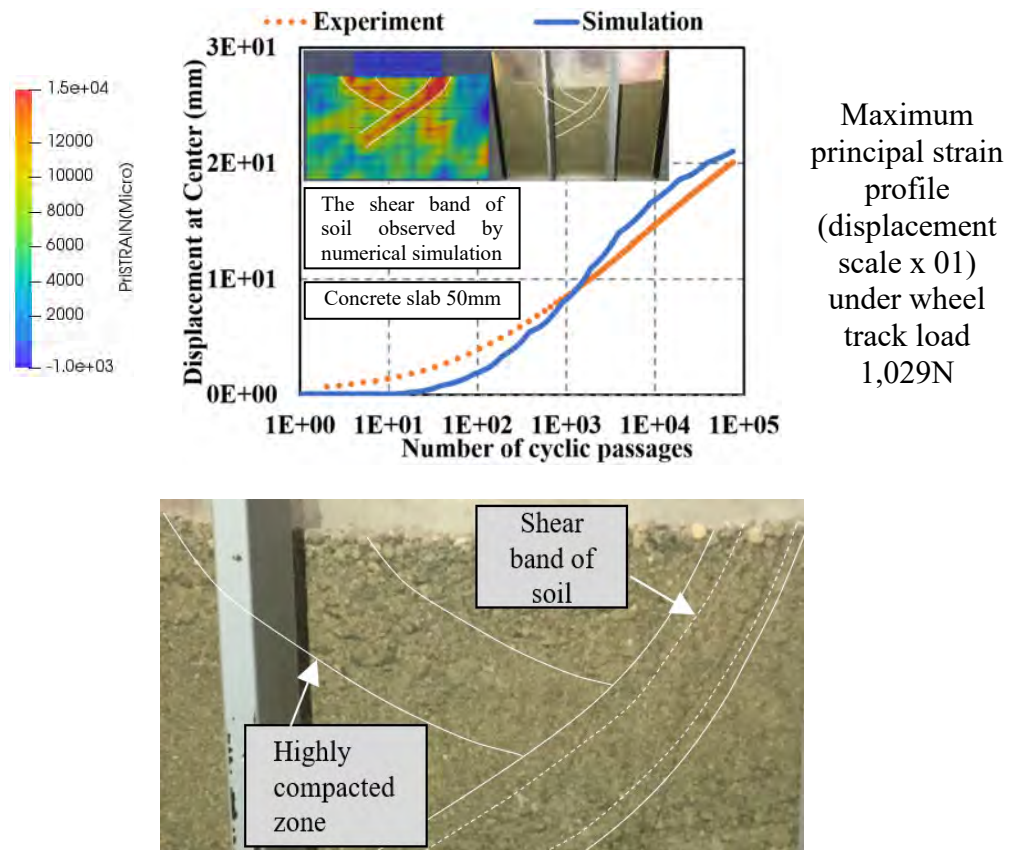 Experiment
Simulation
3E+01
2E+01
1E+01
0E+00
Displacement at Center (mm)
1E+00 1E+01 1E+02 1E+03 1E+04 1E+05
Number of cyclic passages
The shear band of
soil observed by
numerical simulation
Concrete slab 50mm
1.5e+04
12000
10000
8000
6000
4000
2000
-1.0e+03
PriSTRAIN(Micro)
Maximum
principal strain
profile
(displacement
scale x 01)
under wheel
track load
1,029N
Shear
band of
soil
Highly
compacted
zone